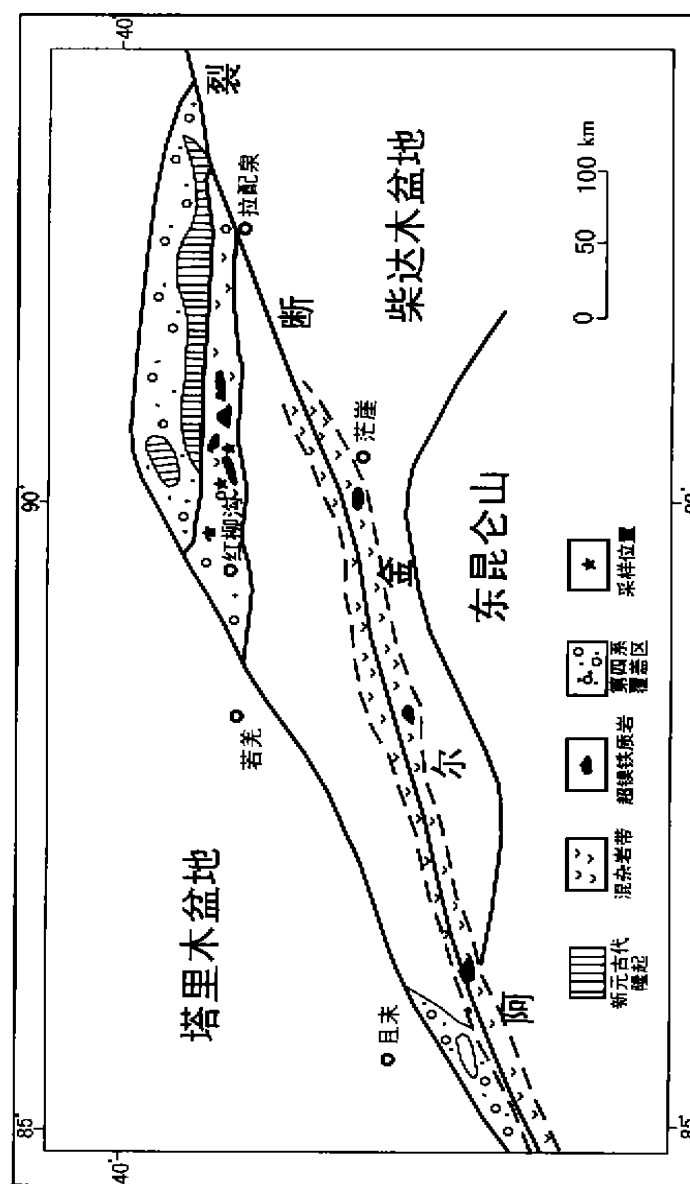 85°
90°
40°
40°
塔里木盆地
若羌
红柳沟
拉配泉
且末
阿
尔
金
断
裂
茫崖
柴达木盆地
东昆仑山
0 50 100 km
新元古代
隆起
混杂岩带
超镁铁质岩
第四系
覆盖区
采样位置
85°